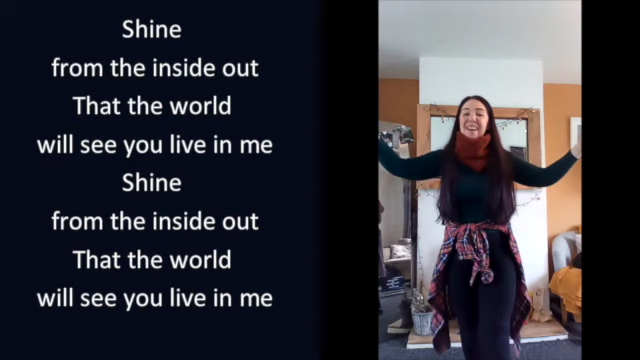 Shine
from the inside out
That the world
will see you live in me
Shine
from the inside out
That the world
will see you live in me